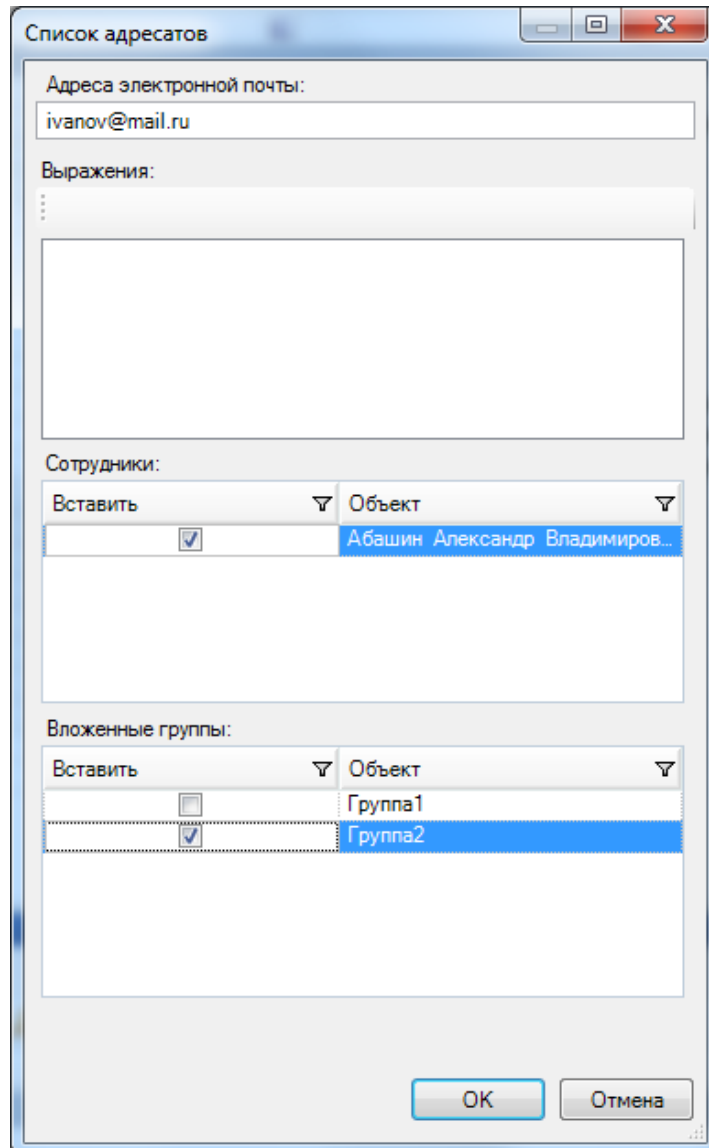 Список адресатов
Адреса электронной почты:
ivanov@mail.ru
Выражения:
Сотрудники:
Вставить Объект
Абашин Александр Владимиров...
Вложенные группы:
Вставить Объект
Группа1
Группа2
OK Отмена